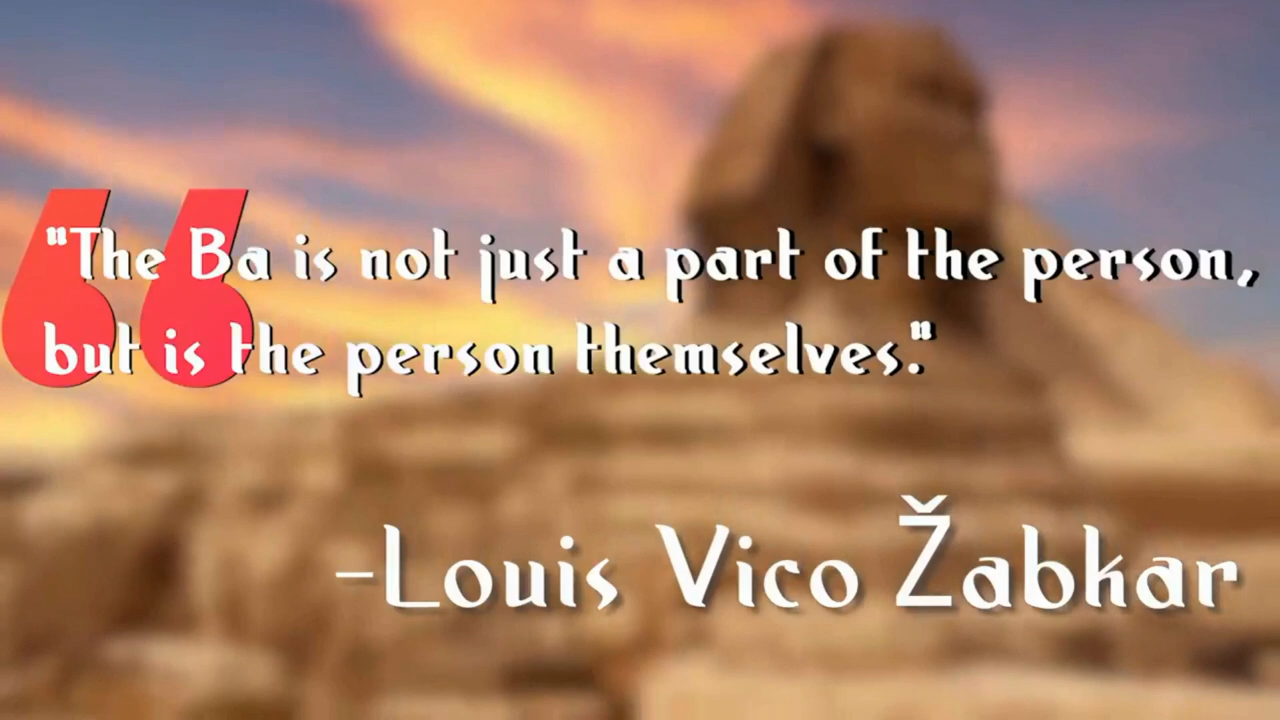 "The Ba is not just a part of the person,
but is the person themselves."
-Louis Vico Žabkar